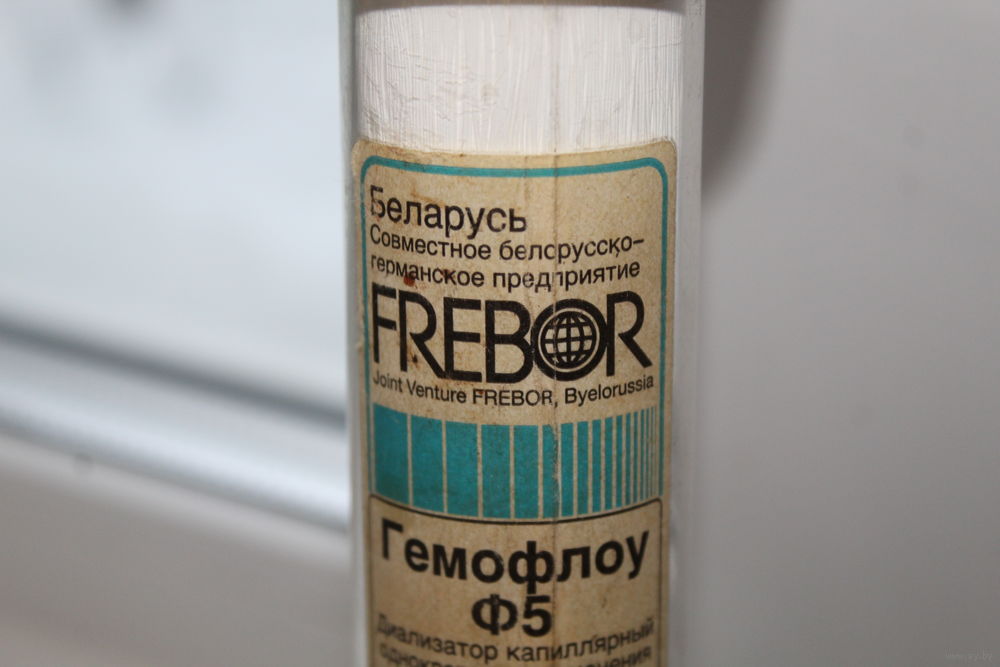 Беларусь
Совместное белорусско–
германское предприятие
FREBOR
Joint Venture FREBOR, Byelorussia
Гемофлоу
Ф5
Диализатор капиллярный